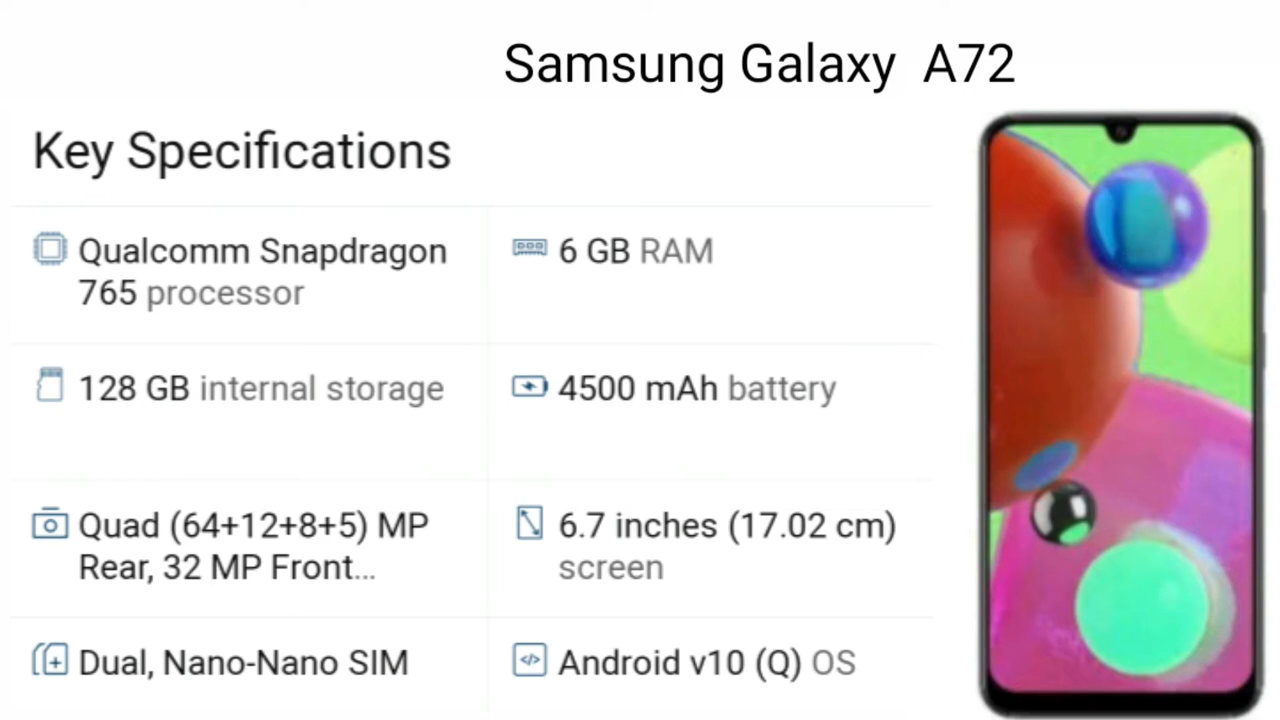 Samsung Galaxy A72
Key Specifications
Qualcomm Snapdragon
765 processor
6 GB RAM
128 GB internal storage
4500 mAh battery
Quad (64+12+8+5) MP
Rear, 32 MP Front...
6.7 inches (17.02 cm)
screen
Dual, Nano-Nano SIM
Android v10 (Q) OS